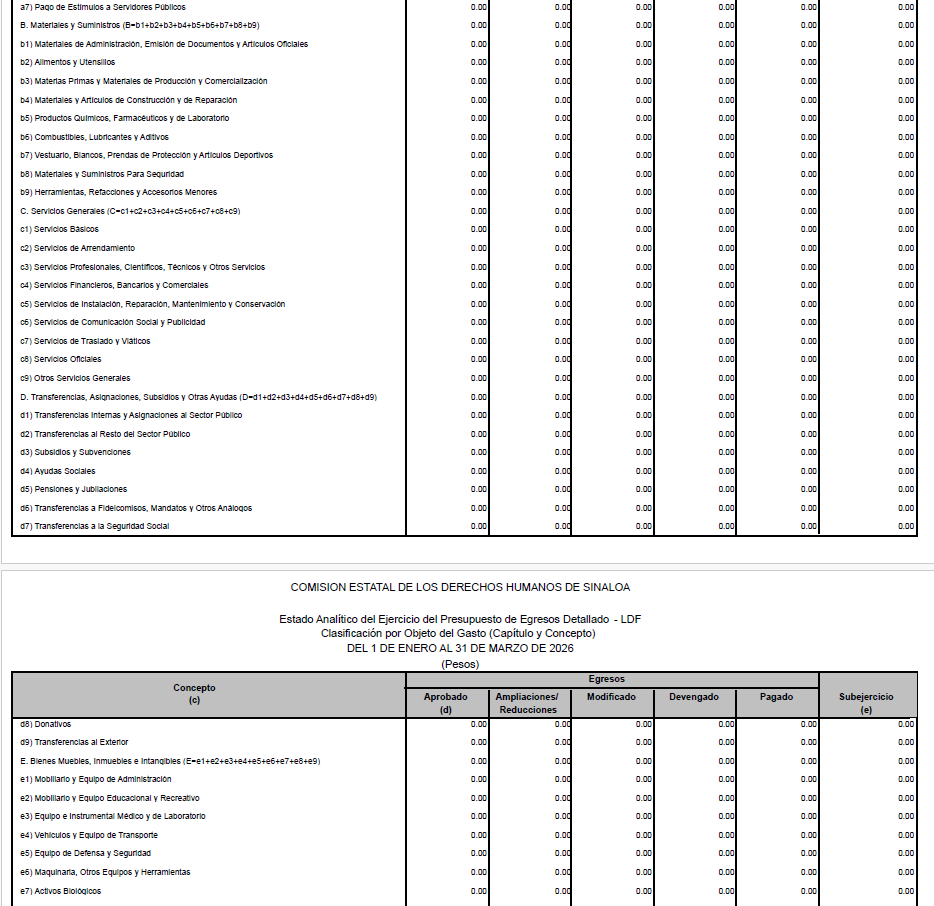 a7) Pago de Estímulos a Servidores Públicos 0.00 0.00 0.00 0.00 0.00 0.00
B. Materiales y Suministros (B=b1+b2+b3+b4+b5+b6+b7+b8+b9) 0.00 0.00 0.00 0.00 0.00 0.00
b1) Materiales de Administración, Emisión de Documentos y Artículos Oficiales 0.00 0.00 0.00 0.00 0.00 0.00
b2) Alimentos y Utensilios 0.00 0.00 0.00 0.00 0.00 0.00
b3) Materias Primas y Materiales de Producción y Comercialización 0.00 0.00 0.00 0.00 0.00 0.00
b4) Materiales y Artículos de Construcción y de Reparación 0.00 0.00 0.00 0.00 0.00 0.00
b5) Productos Químicos, Farmacéuticos y de Laboratorio 0.00 0.00 0.00 0.00 0.00 0.00
b6) Combustibles, Lubricantes y Aditivos 0.00 0.00 0.00 0.00 0.00 0.00
b7) Vestuario, Blancos, Prendas de Protección y Artículos Deportivos 0.00 0.00 0.00 0.00 0.00 0.00
b8) Materiales y Suministros Para Seguridad 0.00 0.00 0.00 0.00 0.00 0.00
b9) Herramientas, Refacciones y Accesorios Menores 0.00 0.00 0.00 0.00 0.00 0.00
C. Servicios Generales (C=c1+c2+c3+c4+c5+c6+c7+c8+c9) 0.00 0.00 0.00 0.00 0.00 0.00
c1) Servicios Básicos 0.00 0.00 0.00 0.00 0.00 0.00
c2) Servicios de Arrendamiento 0.00 0.00 0.00 0.00 0.00 0.00
c3) Servicios Profesionales, Científicos, Técnicos y Otros Servicios 0.00 0.00 0.00 0.00 0.00 0.00
c4) Servicios Financieros, Bancarios y Comerciales 0.00 0.00 0.00 0.00 0.00 0.00
c5) Servicios de Instalación, Reparación, Mantenimiento y Conservación 0.00 0.00 0.00 0.00 0.00 0.00
c6) Servicios de Comunicación Social y Publicidad 0.00 0.00 0.00 0.00 0.00 0.00
c7) Servicios de Traslado y Viáticos 0.00 0.00 0.00 0.00 0.00 0.00
c8) Servicios Oficiales 0.00 0.00 0.00 0.00 0.00 0.00
c9) Otros Servicios Generales 0.00 0.00 0.00 0.00 0.00 0.00
D. Transferencias, Asignaciones, Subsidios y Otras Ayudas (D=d1+d2+d3+d4+d5+d6+d7+d8+d9) 0.00 0.00 0.00 0.00 0.00 0.00
d1) Transferencias Internas y Asignaciones al Sector Público 0.00 0.00 0.00 0.00 0.00 0.00
d2) Transferencias al Resto del Sector Público 0.00 0.00 0.00 0.00 0.00 0.00
d3) Subsidios y Subvenciones 0.00 0.00 0.00 0.00 0.00 0.00
d4) Ayudas Sociales 0.00 0.00 0.00 0.00 0.00 0.00
d5) Pensiones y Jubilaciones 0.00 0.00 0.00 0.00 0.00 0.00
d6) Transferencias a Fideicomisos, Mandatos y Otros Análogos 0.00 0.00 0.00 0.00 0.00 0.00
d7) Transferencias a la Seguridad Social 0.00 0.00 0.00 0.00 0.00 0.00
COMISION ESTATAL DE LOS DERECHOS HUMANOS DE SINALOA
Estado Analítico del Ejercicio del Presupuesto de Egresos Detallado - LDF
Clasificación por Objeto del Gasto (Capítulo y Concepto)
DEL 1 DE ENERO AL 31 DE MARZO DE 2026
(Pesos)
Egresos
Concepto
(c)
Aprobado
(d)
Ampliaciones/
Reducciones
Modificado
Devengado
Pagado
Subejercicio
(e)
d8) Donativos 0.00 0.00 0.00 0.00 0.00 0.00
d9) Transferencias al Exterior 0.00 0.00 0.00 0.00 0.00 0.00
E. Bienes Muebles, Inmuebles e Intangibles (E=e1+e2+e3+e4+e5+e6+e7+e8+e9) 0.00 0.00 0.00 0.00 0.00 0.00
e1) Mobiliario y Equipo de Administración 0.00 0.00 0.00 0.00 0.00 0.00
e2) Mobiliario y Equipo Educacional y Recreativo 0.00 0.00 0.00 0.00 0.00 0.00
e3) Equipo e Instrumental Médico y de Laboratorio 0.00 0.00 0.00 0.00 0.00 0.00
e4) Vehículos y Equipo de Transporte 0.00 0.00 0.00 0.00 0.00 0.00
e5) Equipo de Defensa y Seguridad 0.00 0.00 0.00 0.00 0.00 0.00
e6) Maquinaria, Otros Equipos y Herramientas 0.00 0.00 0.00 0.00 0.00 0.00
e7) Activos Biológicos 0.00 0.00 0.00 0.00 0.00 0.00